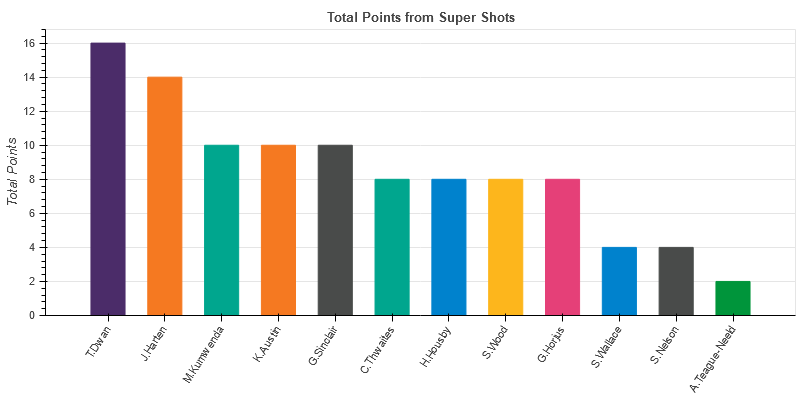 Total Points from Super Shots
Total Points
16
14
12
10
8
6
4
2
0
T.Dwan
J.Harten
M.Kumwenda
K.Austin
G.Sinclair
C.Thwaites
H.Housby
S.Wood
G.Horjus
S.Wallace
S.Nelson
A.Teague-Neeld